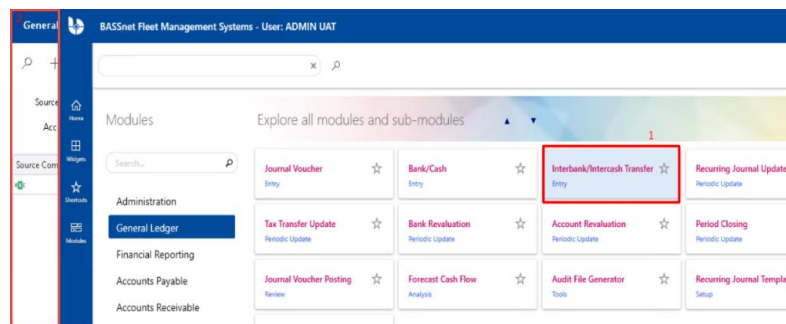 2
General
BASSnet Fleet Management Systems - User: ADMIN UAT
x
Source
Acc
Source Com
Home
Widgets
Shortcuts
Modules
Modules
Search...
Administration
General Ledger
Financial Reporting
Accounts Payable
Accounts Receivable
Explore all modules and sub-modules
1
Journal Voucher
Entry
Bank/Cash
Entry
Interbank/Intercash Transfer
Entry
Recurring Journal Update
Periodic Update
Tax Transfer Update
Periodic Update
Bank Revaluation
Periodic Update
Account Revaluation
Periodic Update
Period Closing
Periodic Update
Journal Voucher Posting
Review
Forecast Cash Flow
Analysis
Audit File Generator
Tools
Recurring Journal Templa
Setup